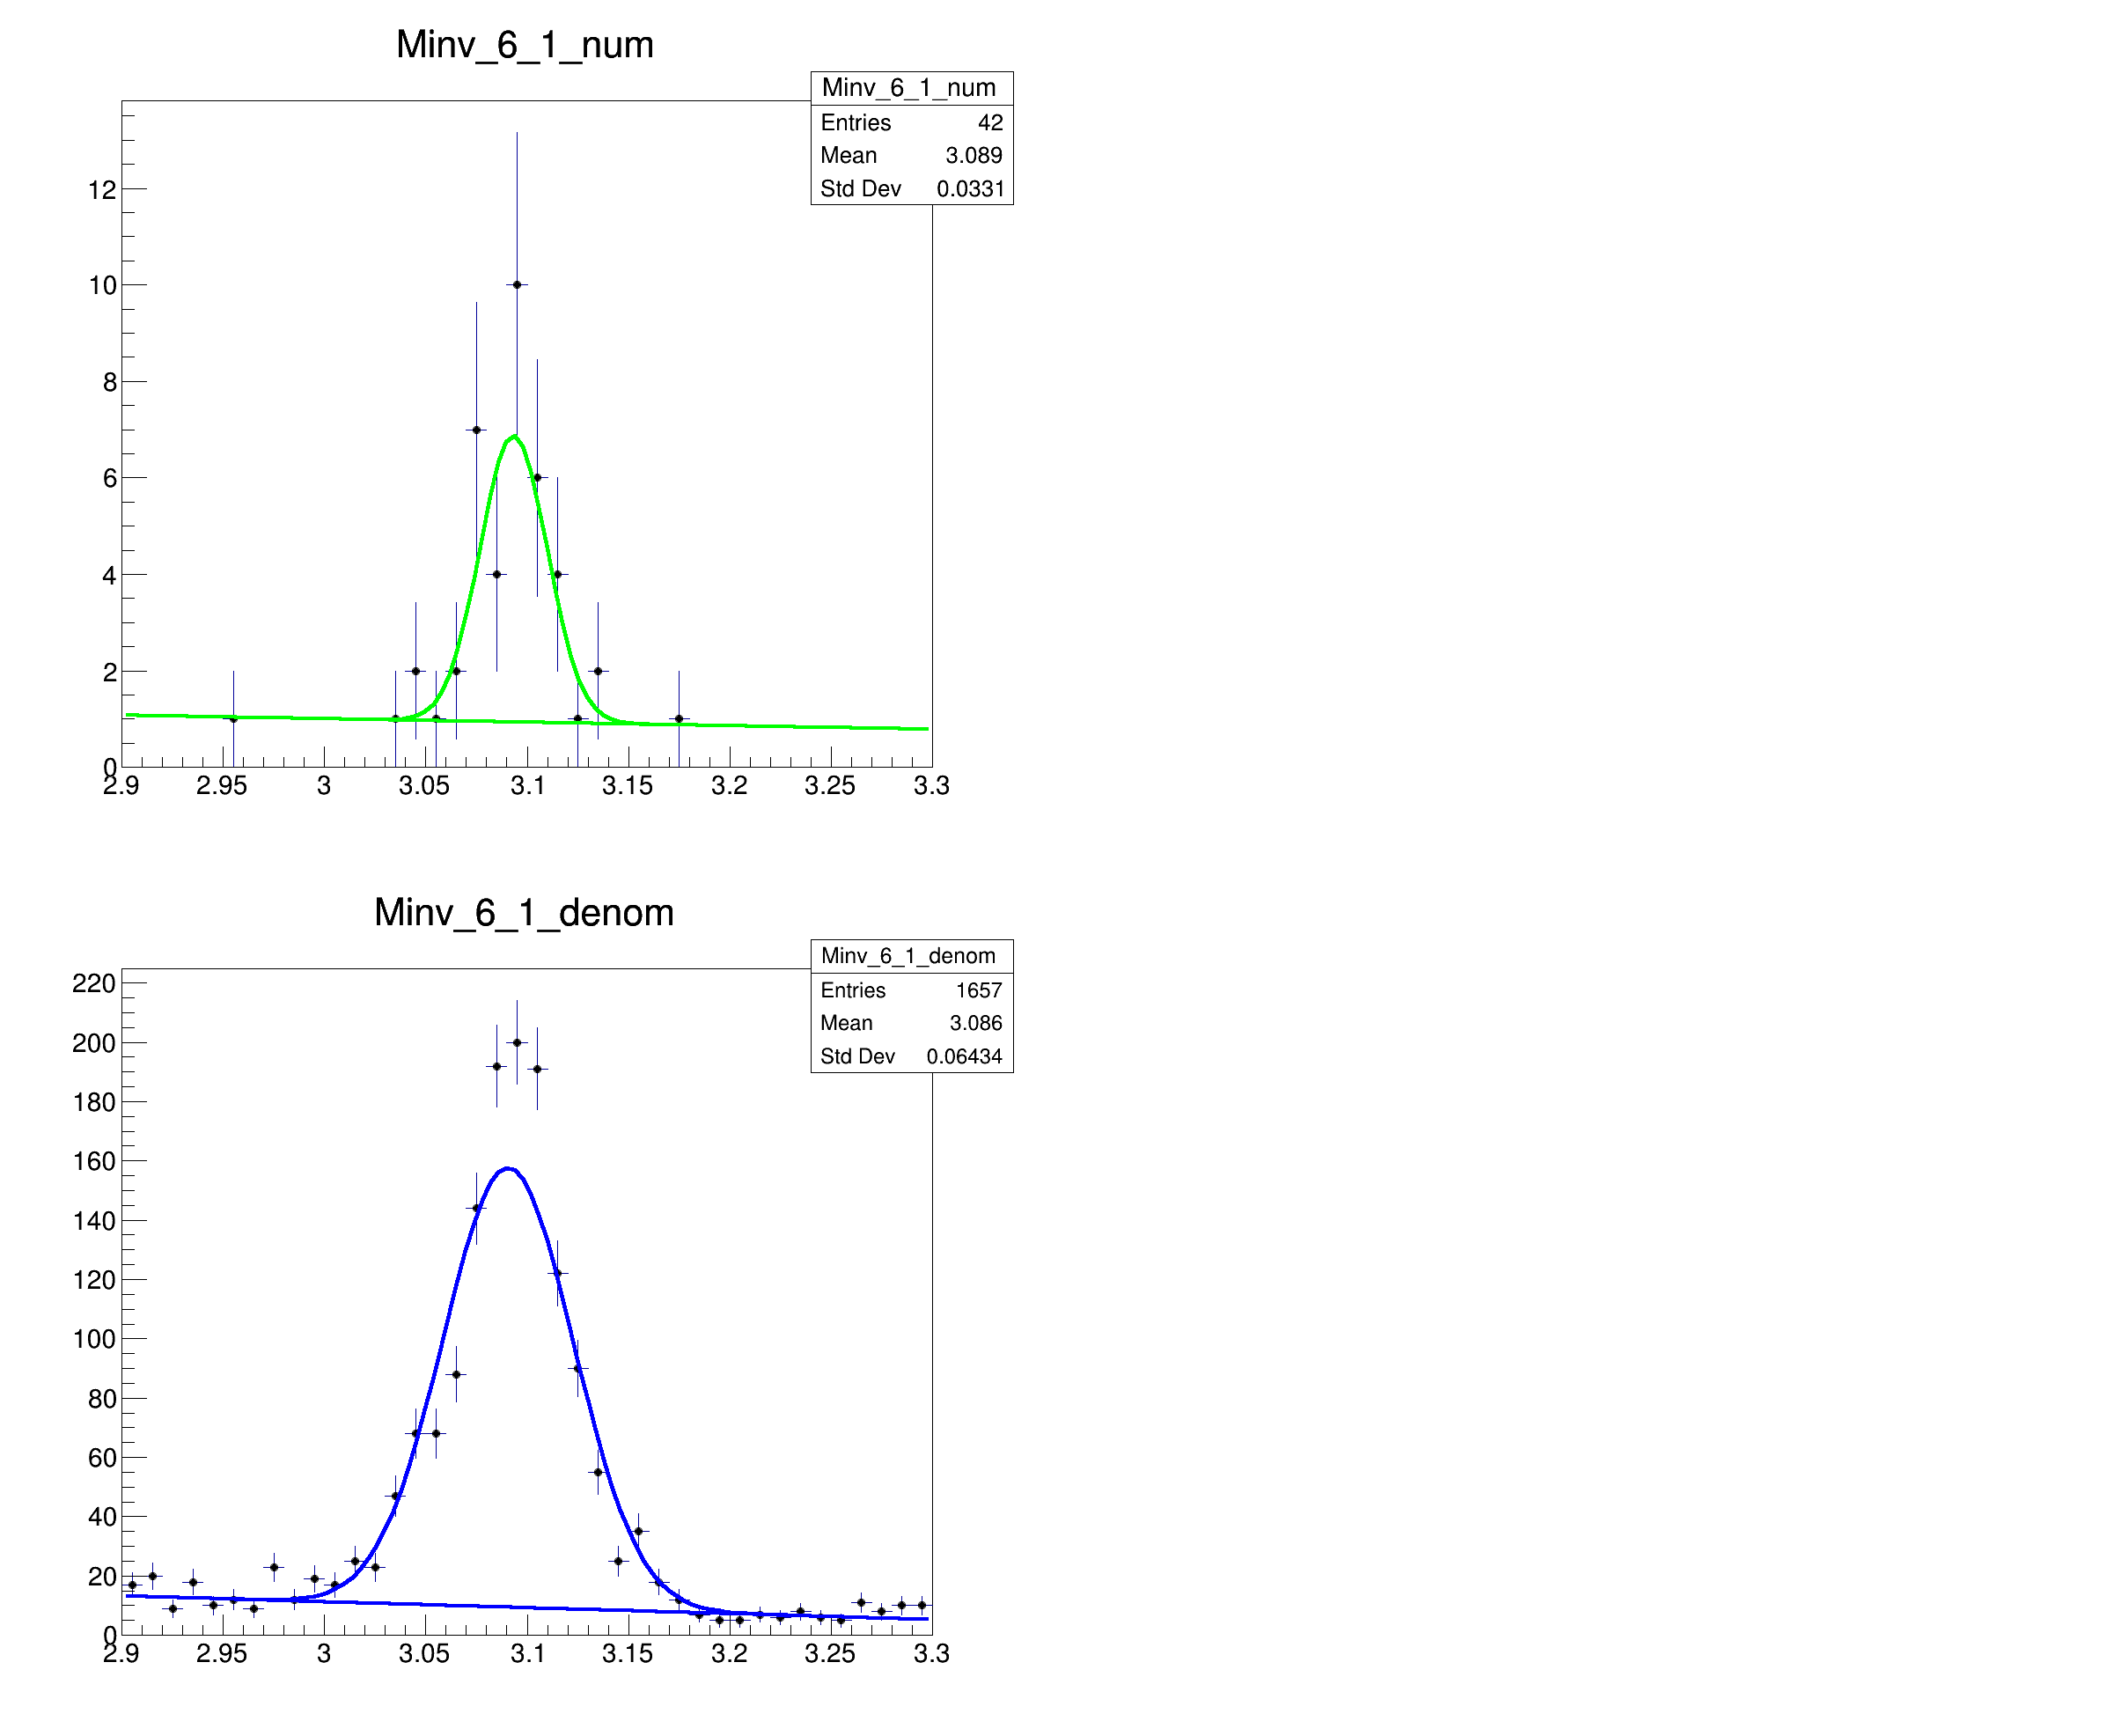 Minv_6_1_num
Minv_6_1_num
Entries 42
Mean 3.089
Std Dev 0.0331
12
10
8
6
4
2
0
2.9 2.95 3 3.05 3.1 3.15 3.2 3.25 3.3
Minv_6_1_denom
Minv_6_1_denom
Entries 1657
Mean 3.086
Std Dev 0.06434
220
200
180
160
140
120
100
80
60
40
20
0
2.9 2.95 3 3.05 3.1 3.15 3.2 3.25 3.3